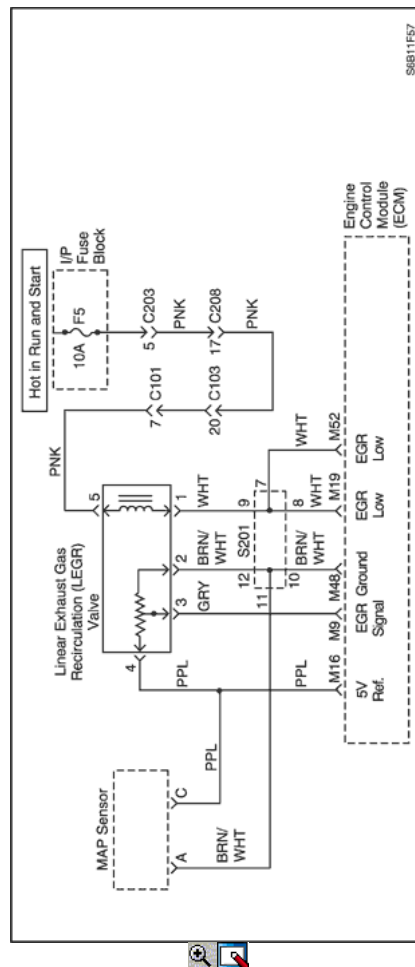 S6B11F57
Hot in Run and Start
I/P
Fuse
Block
F5
10A
5
C203
PNK
17
C208
PNK
7
C101
20
C103
PNK
Linear Exhaust Gas
Recirculation (LEGR)
Valve
5
4
3
2
1
PPL
GRY
BRN/
WHT
WHT
MAP Sensor
A
C
BRN/
WHT
PPL
12
S201
9
7
11
10
8
PPL
BRN/
WHT
WHT
WHT
M16
M9
M48
M19
M52
5V
Ref.
EGR
Signal
Ground
EGR
Low
EGR
Low
Engine
Control
Module
(ECM)